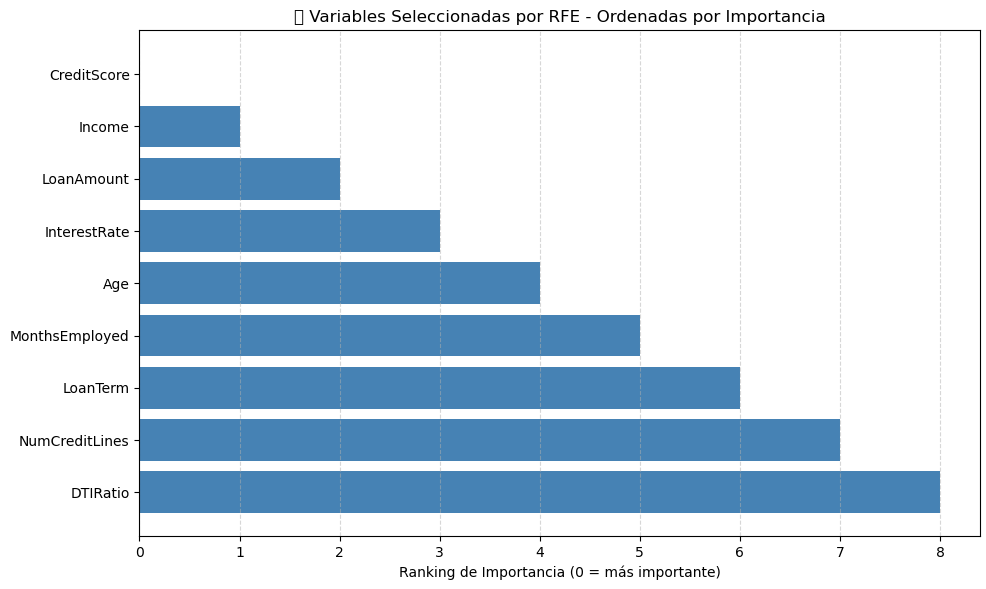 Variables Seleccionadas por RFE - Ordenadas por Importancia
CreditScore
Income
LoanAmount
InterestRate
Age
MonthsEmployed
LoanTerm
NumCreditLines
DTIRatio
0 1 2 3 4 5 6 7 8
Ranking de Importancia (0 = más importante)